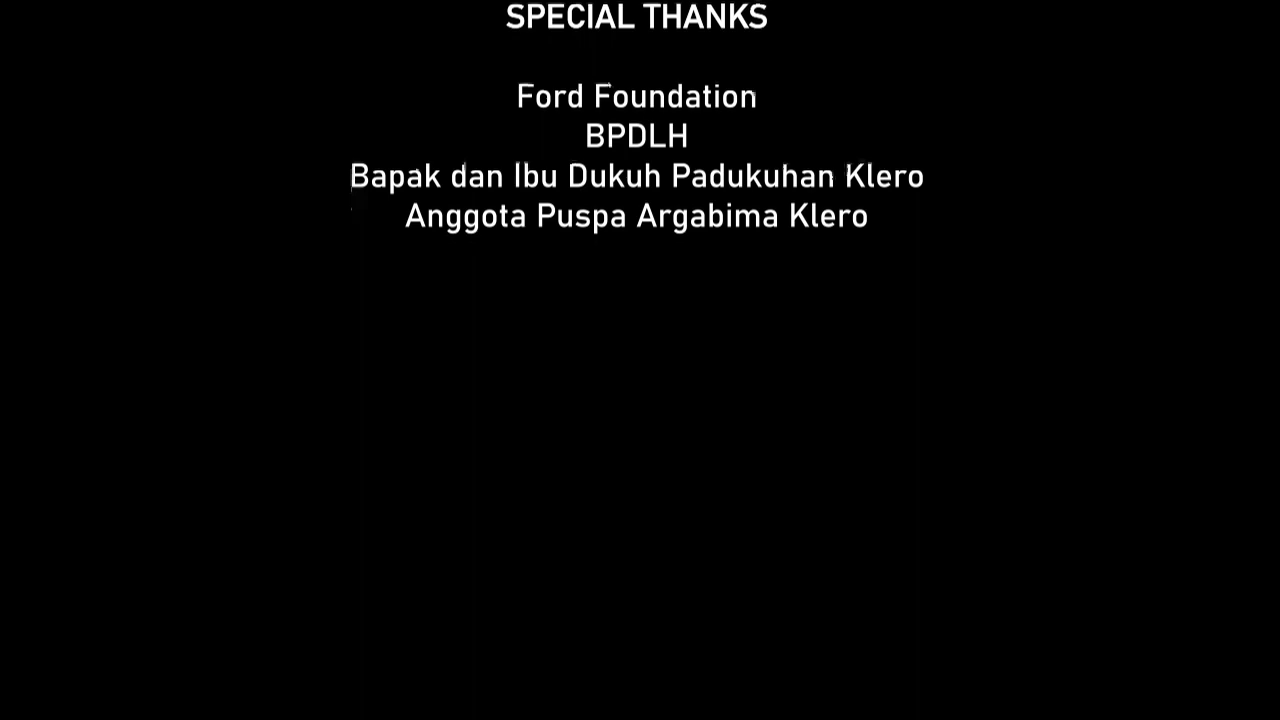 SPECIAL THANKS
Ford Foundation
BPDLH
Bapak dan Ibu Dukuh Padukuhan Klero
Anggota Puspa Argabima Klero